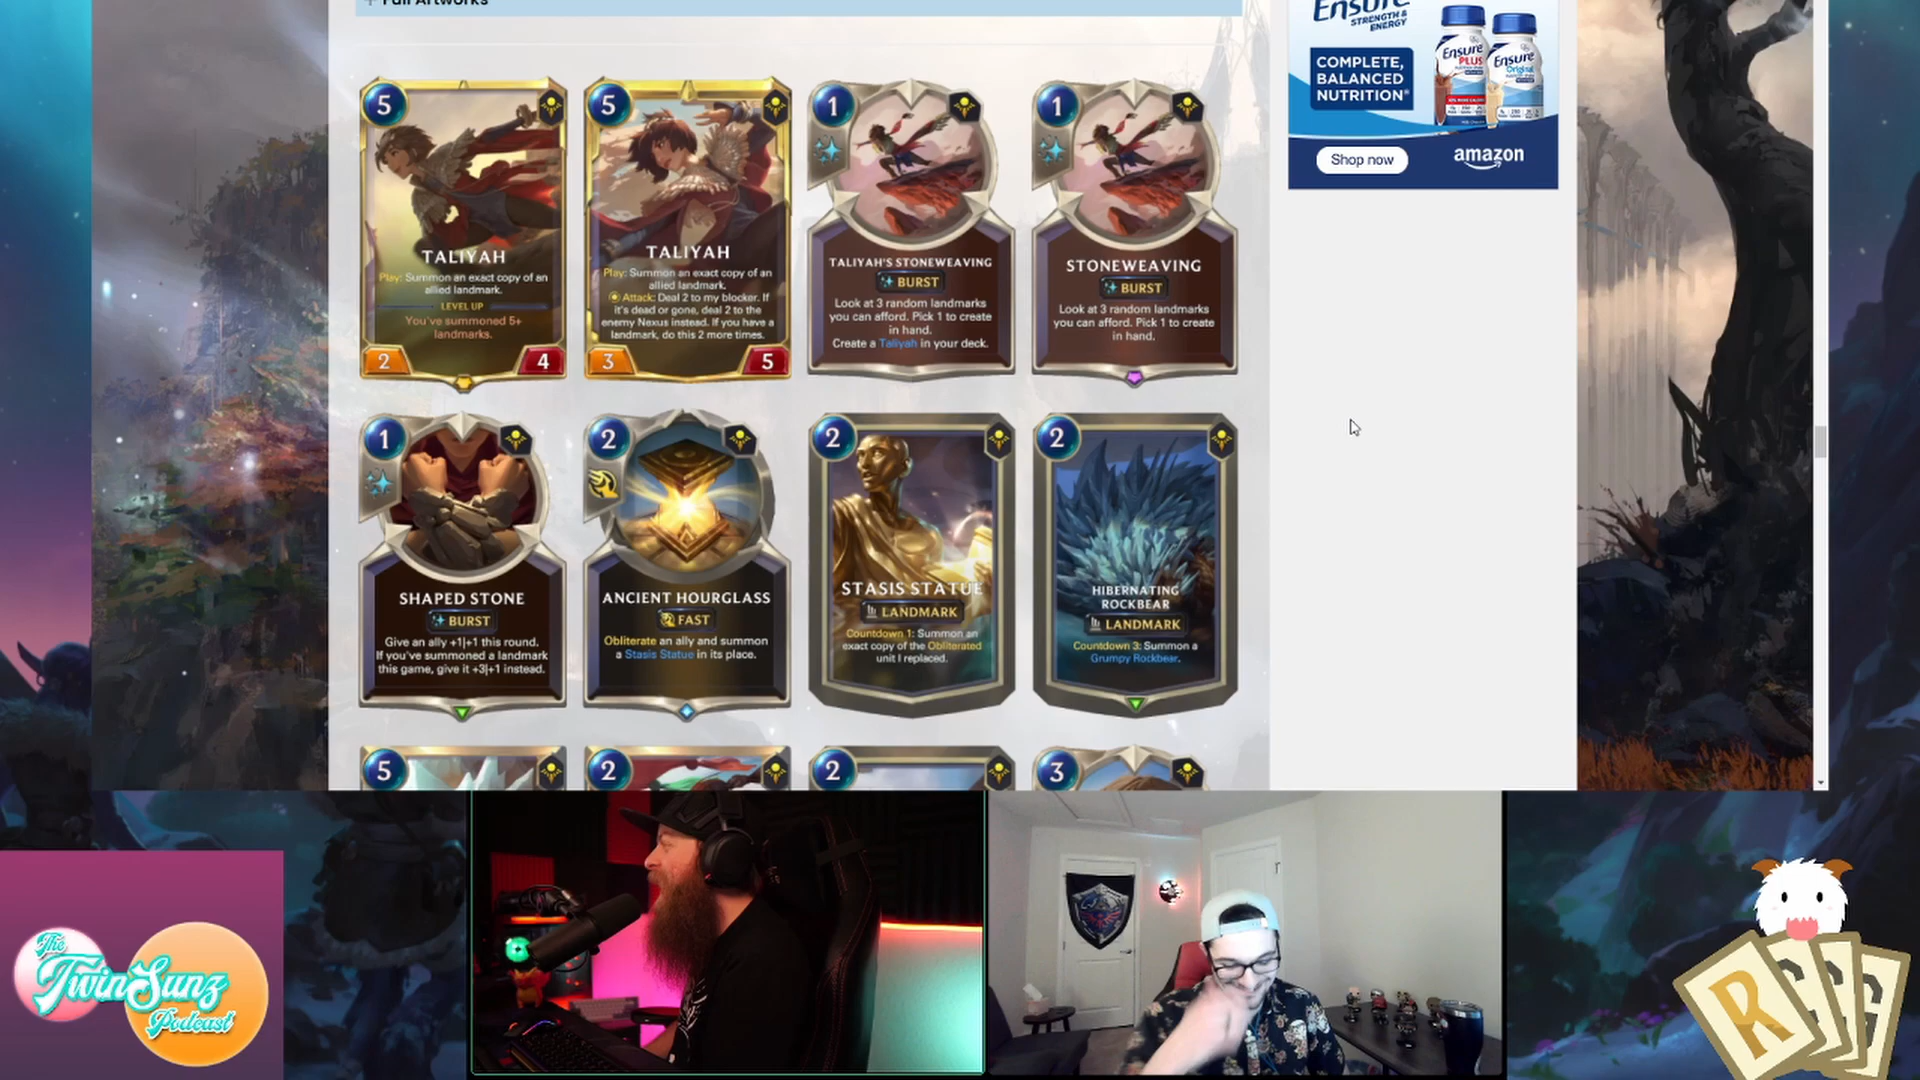 + Full Artworks
Ensure
STRENGTH &
ENERGY
COMPLETE,
BALANCED
NUTRITION®
Ensure
PLUS
Ensure
Original
Shop now
amazon
5
TALIYAH
Play: Summon an exact copy of an
allied landmark.
LEVEL UP
You've summoned 5+
landmarks.
2
4
5
TALIYAH
Play: Summon an exact copy of an
allied landmark.
Attack: Deal 2 to my blocker. If
it's dead or gone, deal 2 to the
enemy Nexus instead. If you have a
landmark, do this 2 more times.
3
5
1
TALIYAH'S STONEWEAVING
BURST
Look at 3 random landmarks
you can afford. Pick 1 to create
in hand.
Create a Taliyah in your deck.
1
STONEWEAVING
BURST
Look at 3 random landmarks
you can afford. Pick 1 to create
in hand.
1
SHAPED STONE
BURST
Give an ally +1|+1 this round.
If you've summoned a landmark
this game, give it +3|+1 instead.
2
ANCIENT HOURGLASS
FAST
Obliterate an ally and summon
a Stasis Statue in its place.
2
STASIS STATUE
LANDMARK
Countdown 1: Summon an
exact copy of the Obliterated
unit I replaced.
2
HIBERNATING
ROCKBEAR
LANDMARK
Countdown 3: Summon a
Grumpy Rockbear.
5
2
2
3
The
TwinSunz
Podcast
R